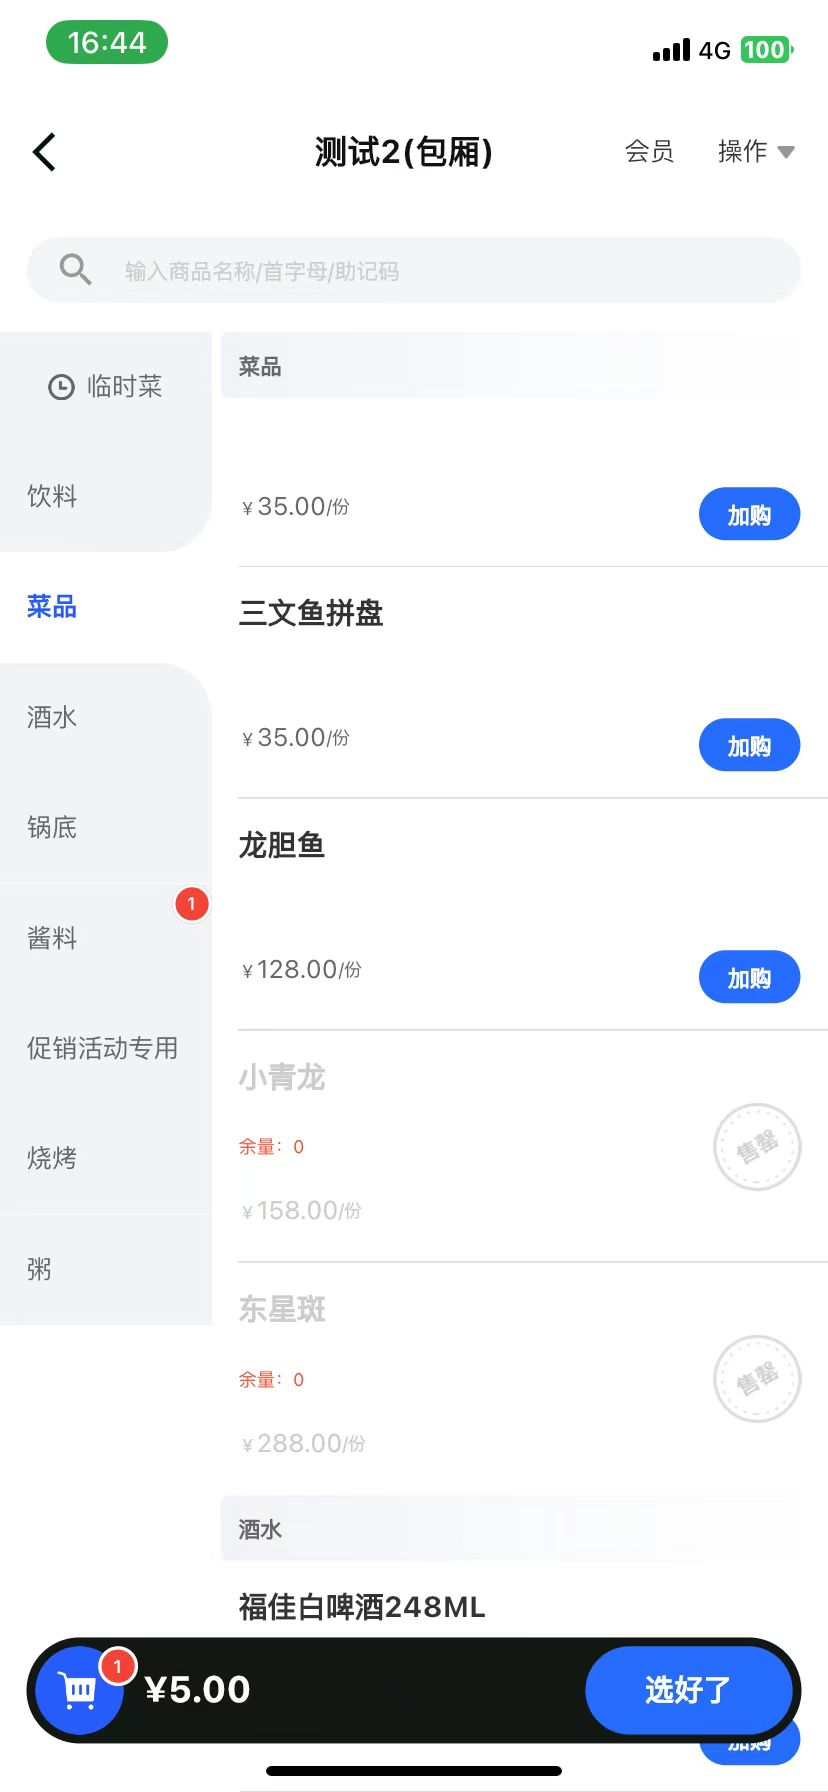 16:44
4G 100
测试2(包厢)
会员
操作
输入商品名称/首字母/助记码
临时菜
饮料
菜品
酒水
锅底
1
酱料
促销活动专用
烧烤
粥
菜品
¥35.00/份
加购
三文鱼拼盘
¥35.00/份
加购
龙胆鱼
¥128.00/份
加购
小青龙
余量：0
售罄
¥158.00/份
东星斑
余量：0
售罄
¥288.00/份
酒水
福佳白啤酒248ML
1
¥5.00
选好了
加购